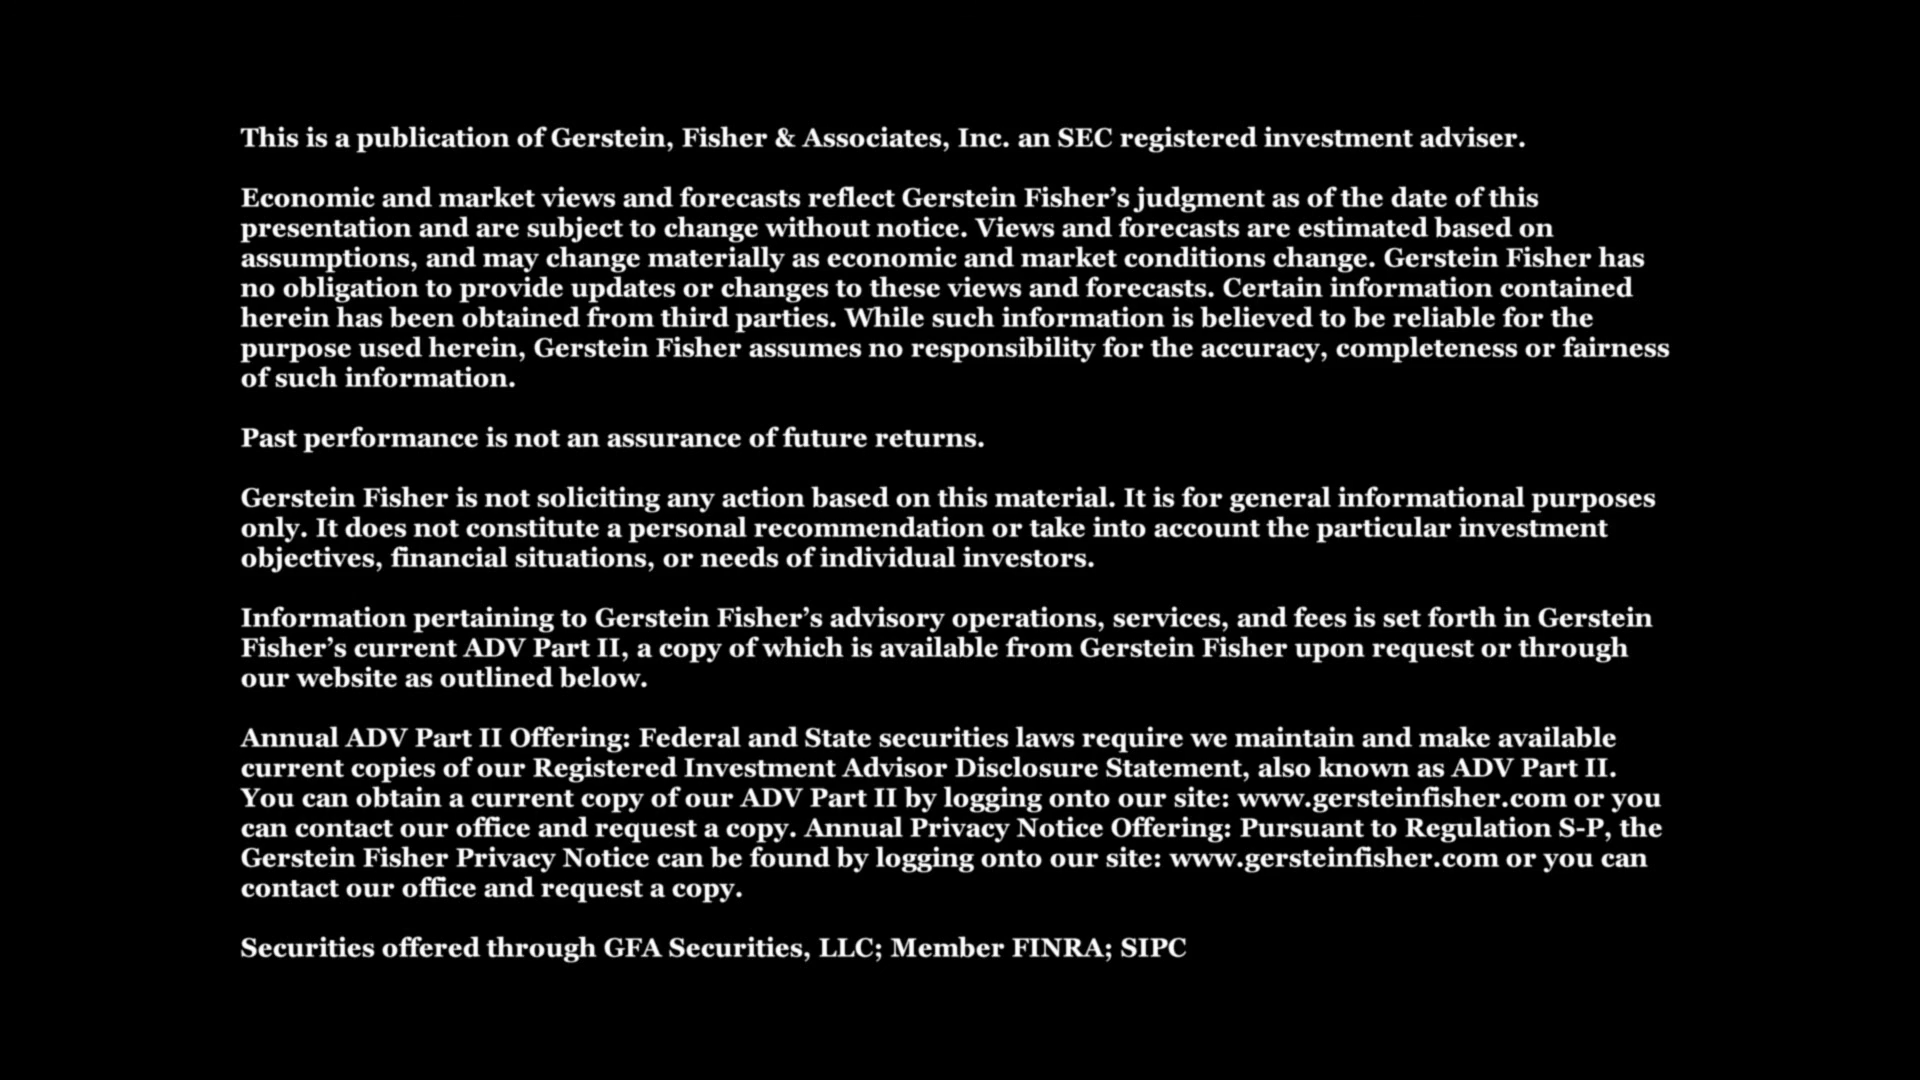 This is a publication of Gerstein, Fisher & Associates, Inc. an SEC registered investment adviser.
Economic and market views and forecasts reflect Gerstein Fisher’s judgment as of the date of this
presentation and are subject to change without notice. Views and forecasts are estimated based on
assumptions, and may change materially as economic and market conditions change. Gerstein Fisher has
no obligation to provide updates or changes to these views and forecasts. Certain information contained
herein has been obtained from third parties. While such information is believed to be reliable for the
purpose used herein, Gerstein Fisher assumes no responsibility for the accuracy, completeness or fairness
of such information.
Past performance is not an assurance of future returns.
Gerstein Fisher is not soliciting any action based on this material. It is for general informational purposes
only. It does not constitute a personal recommendation or take into account the particular investment
objectives, financial situations, or needs of individual investors.
Information pertaining to Gerstein Fisher’s advisory operations, services, and fees is set forth in Gerstein
Fisher’s current ADV Part II, a copy of which is available from Gerstein Fisher upon request or through
our website as outlined below.
Annual ADV Part II Offering: Federal and State securities laws require we maintain and make available
current copies of our Registered Investment Advisor Disclosure Statement, also known as ADV Part II.
You can obtain a current copy of our ADV Part II by logging onto our site: www.gersteinfisher.com or you
can contact our office and request a copy. Annual Privacy Notice Offering: Pursuant to Regulation S-P, the
Gerstein Fisher Privacy Notice can be found by logging onto our site: www.gersteinfisher.com or you can
contact our office and request a copy.
Securities offered through GFA Securities, LLC; Member FINRA; SIPC